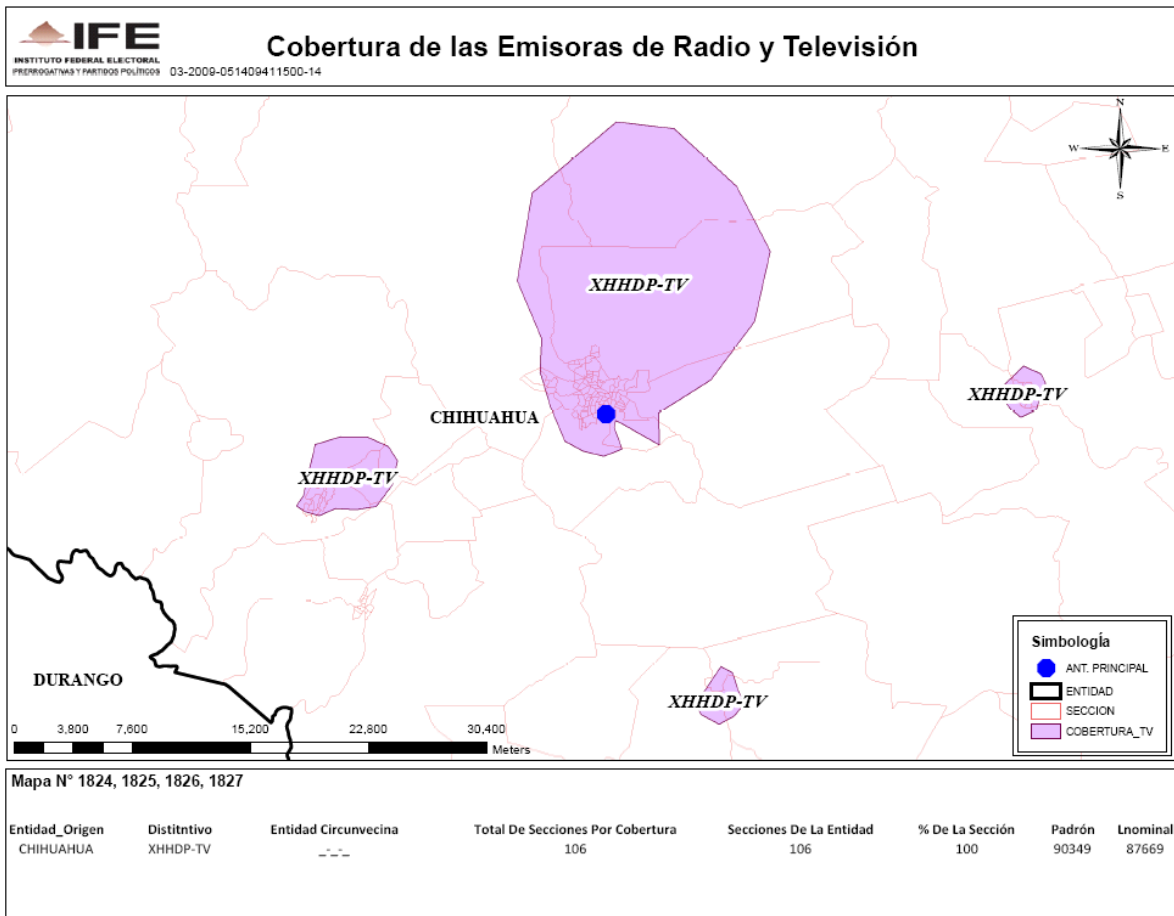 IFE
INSTITUTO FEDERAL ELECTORAL
PRERROGATIVAS Y PARTIDOS POLÍTICOS
03-2009-051409411500-14
Cobertura de las Emisoras de Radio y Televisión
N
W E
S
XHHDP-TV
XHHDP-TV
CHIHUAHUA
XHHDP-TV
DURANGO
XHHDP-TV
0 3,800 7,600 15,200 22,800 30,400
Meters
Simbología
ANT. PRINCIPAL
ENTIDAD
SECCION
COBERTURA_TV
Mapa N° 1824, 1825, 1826, 1827
Entidad_Origen Distitntivo Entidad Circunvecina Total De Secciones Por Cobertura Secciones De La Entidad % De La Sección Padrón Lnominal
CHIHUAHUA XHHDP-TV _-_-_ 106 106 100 90349 87669